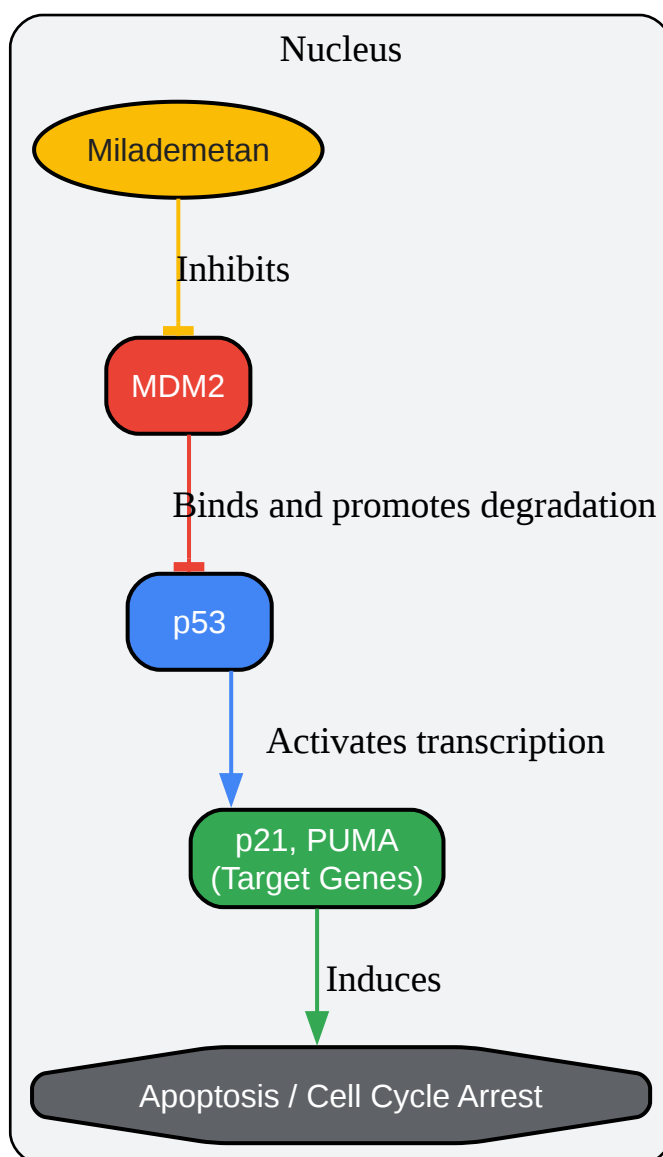 Nucleus
Milademetan
Inhibits
MDM2
Binds and promotes degradation
p53
Activates transcription
p21, PUMA
(Target Genes)
Induces
Apoptosis / Cell Cycle Arrest